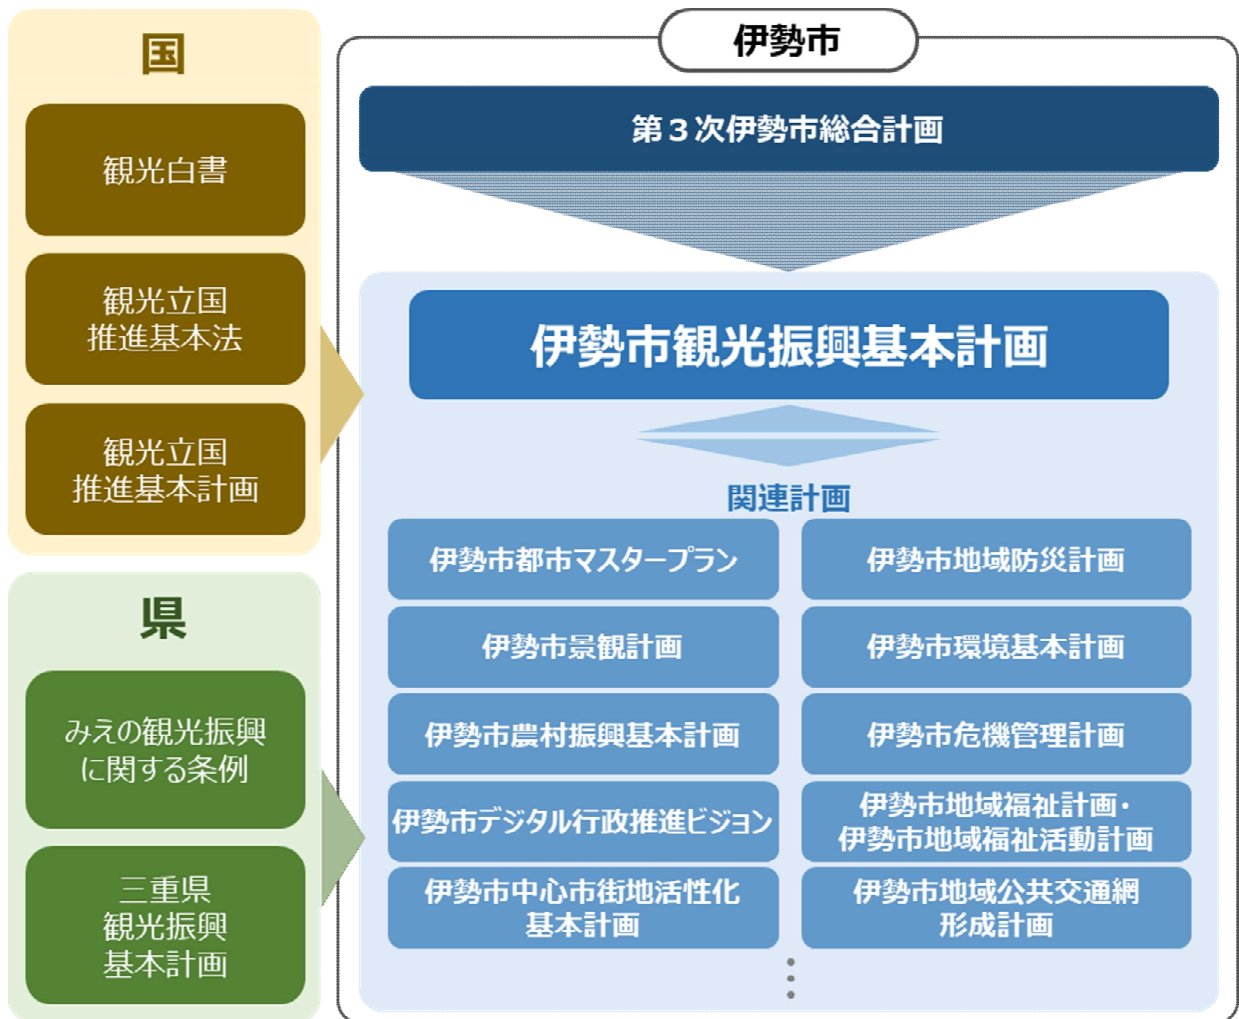 国
観光白書
観光立国
推進基本法
観光立国
推進基本計画
県
みえの観光振興
に関する条例
三重県
観光振興
基本計画
伊勢市
第３次伊勢市総合計画
伊勢市観光振興基本計画
関連計画
伊勢市都市マスタープラン
伊勢市地域防災計画
伊勢市景観計画
伊勢市環境基本計画
伊勢市農村振興基本計画
伊勢市危機管理計画
伊勢市デジタル行政推進ビジョン
伊勢市地域福祉計画・
伊勢市地域福祉活動計画
伊勢市中心市街地活性化
基本計画
伊勢市地域公共交通網
形成計画